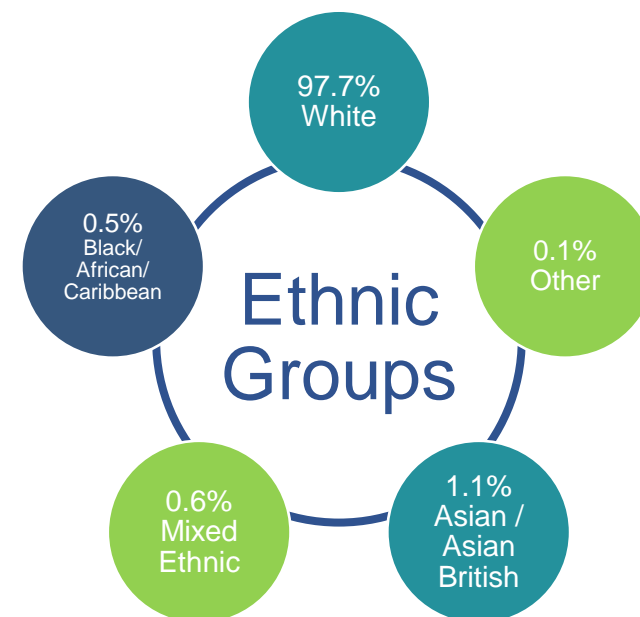 97.7%
White
0.1%
Other
1.1%
Asian /
Asian
British
0.6%
Mixed
Ethnic
0.5%
Black/
African/
Caribbean
Ethnic
Groups